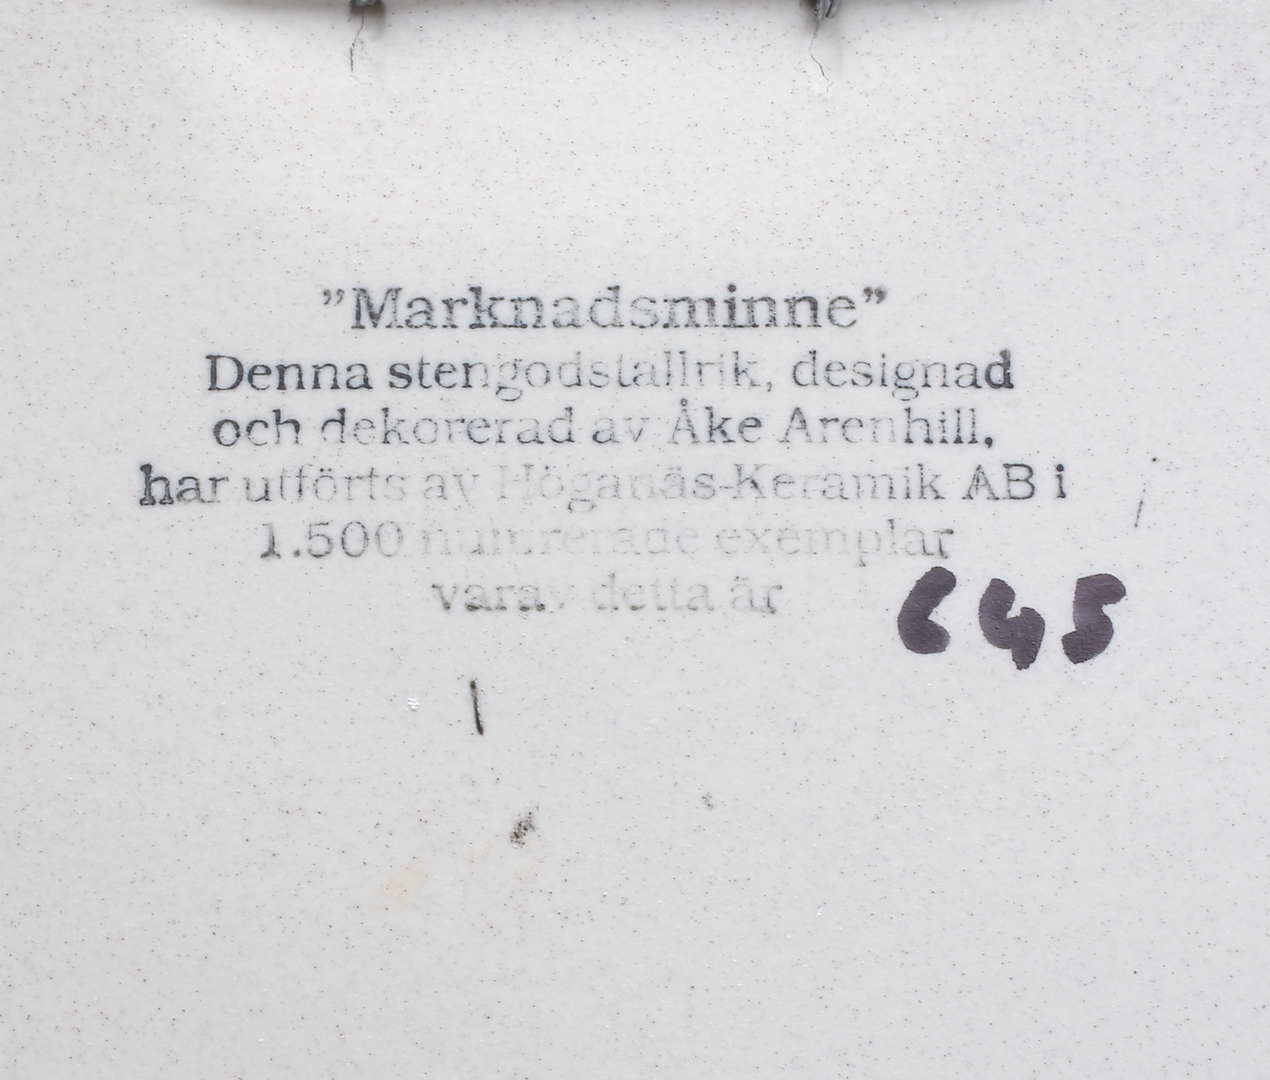 ”Marknadsminne”
Denna stengodstallrik, designad
och dekorerad av Åke Arenhill,
har utförts av Höganäs-Keramik AB i
1.500 numrerade exemplar
varav detta är 645